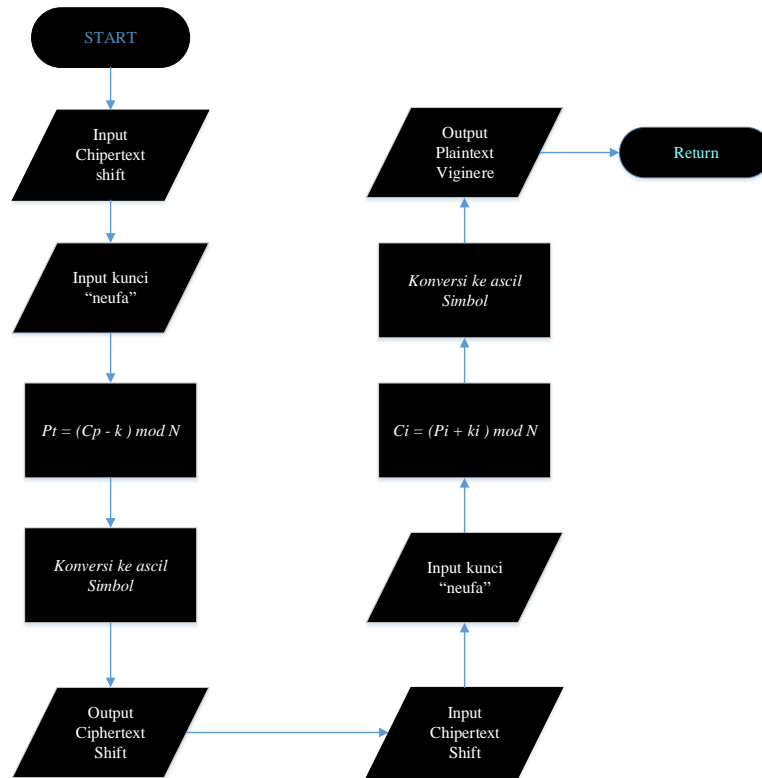 START
Input
Chipertext
shift
Input kunci
“neufa”
Pt = (Cp - k ) mod N
Konversi ke ascil
Simbol
Output
Ciphertext
Shift
Input
Chipertext
Shift
Input kunci
“neufa”
Ci = (Pi + ki ) mod N
Konversi ke ascil
Simbol
Output
Plaintext
Viginere
Return